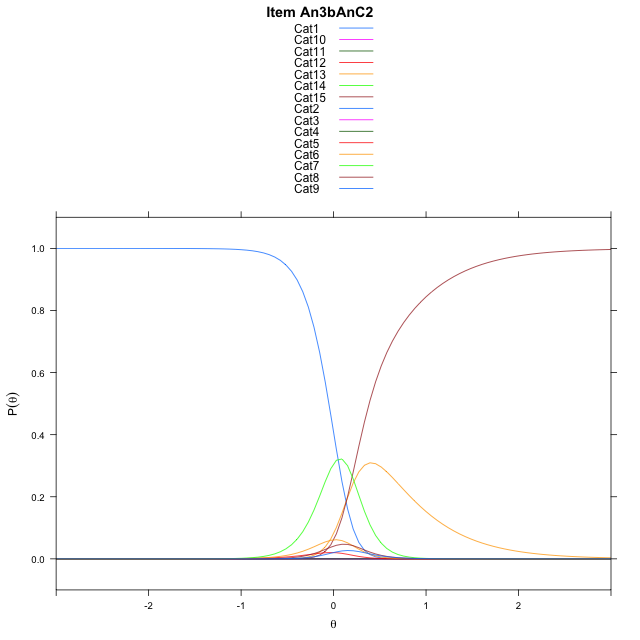 Item An3bAnC2
Cat1
Cat10
Cat11
Cat12
Cat13
Cat14
Cat15
Cat2
Cat3
Cat4
Cat5
Cat6
Cat7
Cat8
Cat9
1.0
0.8
0.6
0.4
0.2
0.0
P(θ)
-2 -1 0 1 2
θ